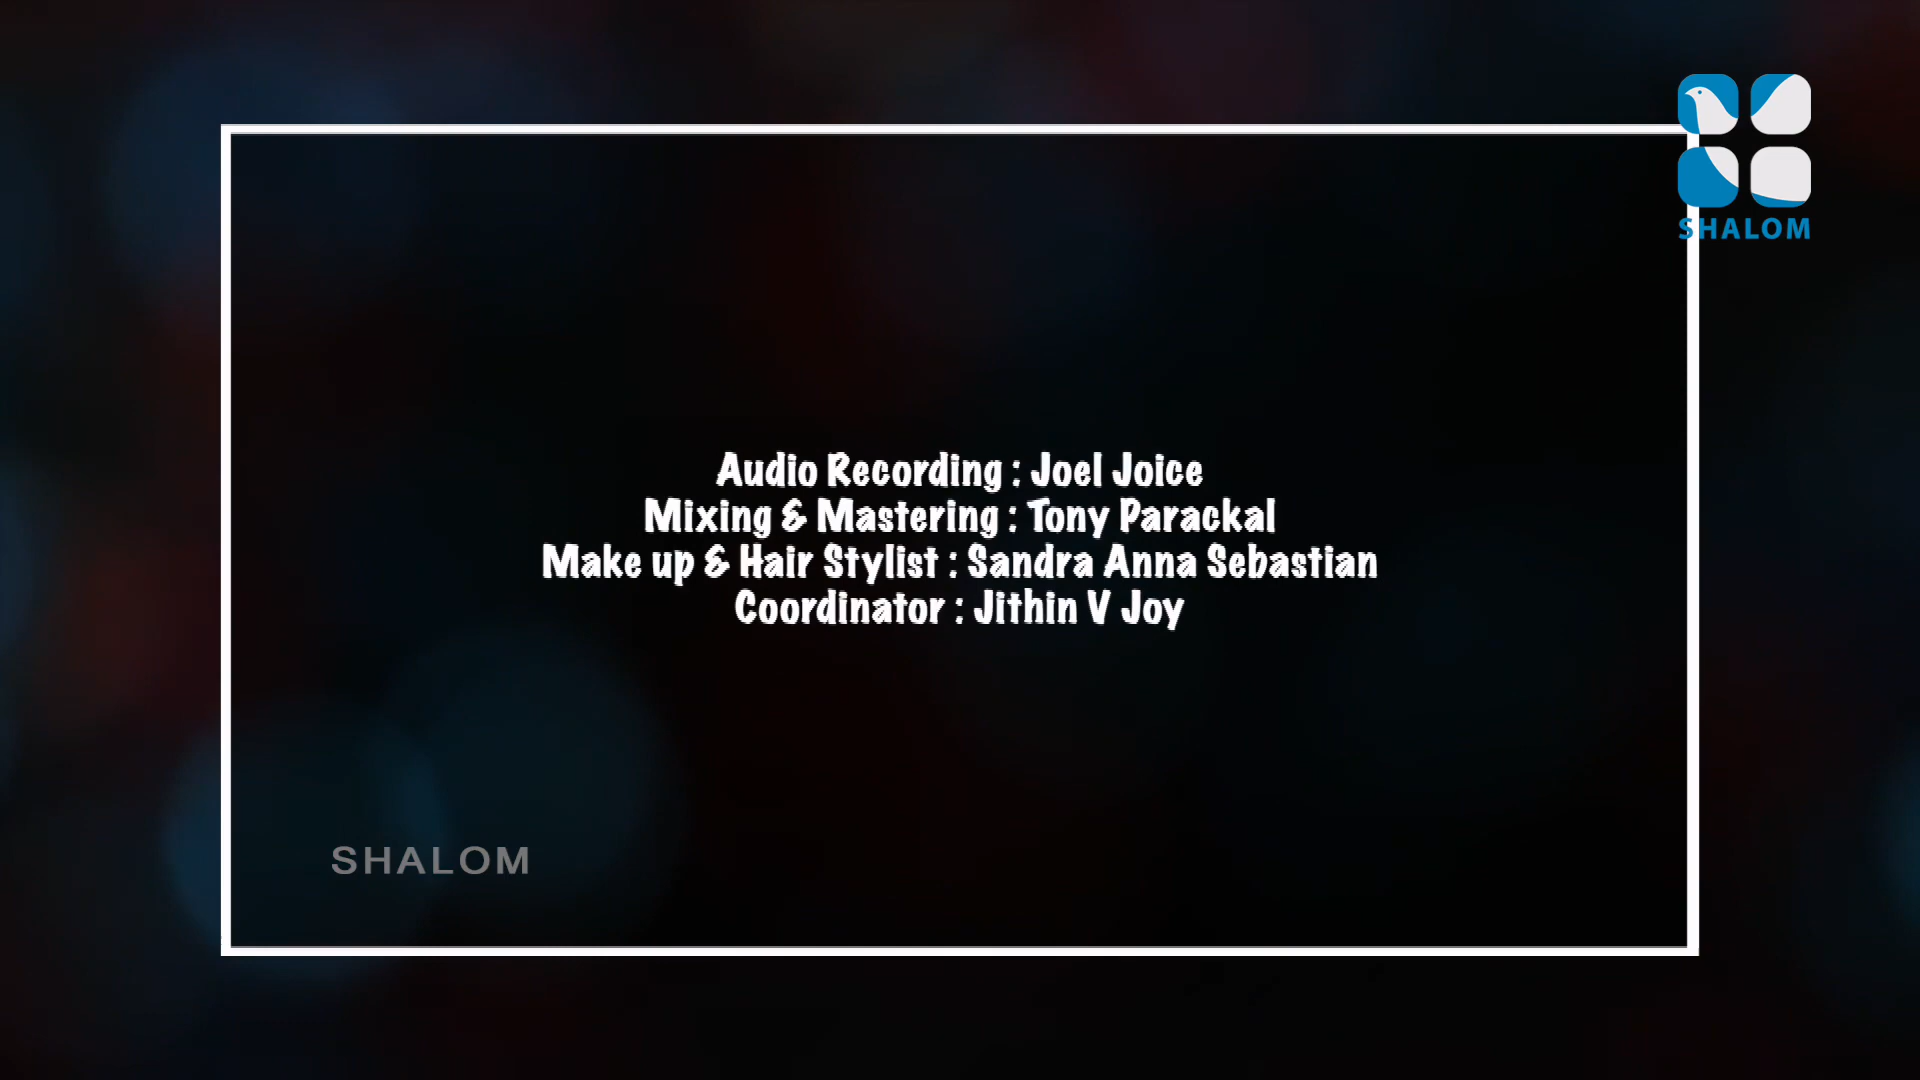 SHALOM
Audio Recording : Joel Joice
Mixing & Mastering : Tony Parackal
Make up & Hair Stylist : Sandra Anna Sebastian
Coordinator : Jithin V Joy
SHALOM